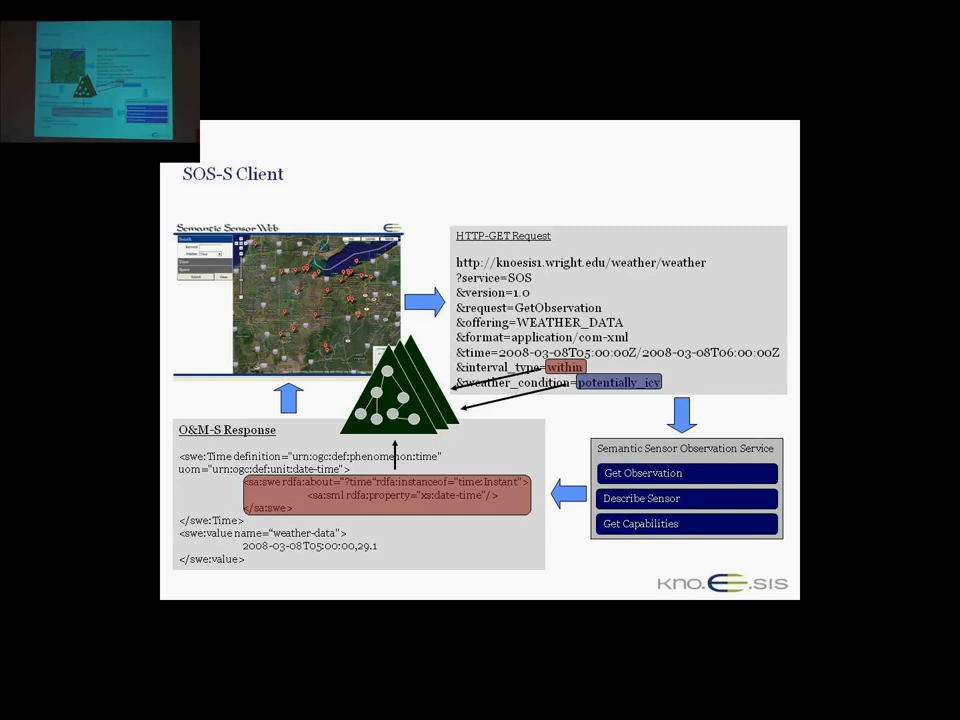 SOS-S Client
Semantic Sensor Web
Search
HTTP-GET Request
http://knoesis1.wright.edu/weather/weather
?service=SOS
&version=1.0
&request=GetObservation
&offering=WEATHER_DATA
&format=application/com-xml
&time=2008-03-08T05:00:00Z/2008-03-08T06:00:00Z
&interval_type=within
&weather_condition=potentially_icy
O&M-S Response
<swe:Time definition="urn:ogc:def:phenomenon:time"
uom="urn:ogc:def:unit:date-time">
<sa:swe rdfa:about="?time"rdfa:instanceof="time:Instant">
<sa:sml rdfa:property="xs:date-time"/>
</sa:swe>
</swe:Time>
<swe:value name="weather-data">
2008-03-08T05:00:00,29.1
</swe:value>
Semantic Sensor Observation Service
Get Observation
Describe Sensor
Get Capabilities
kno.e.sis